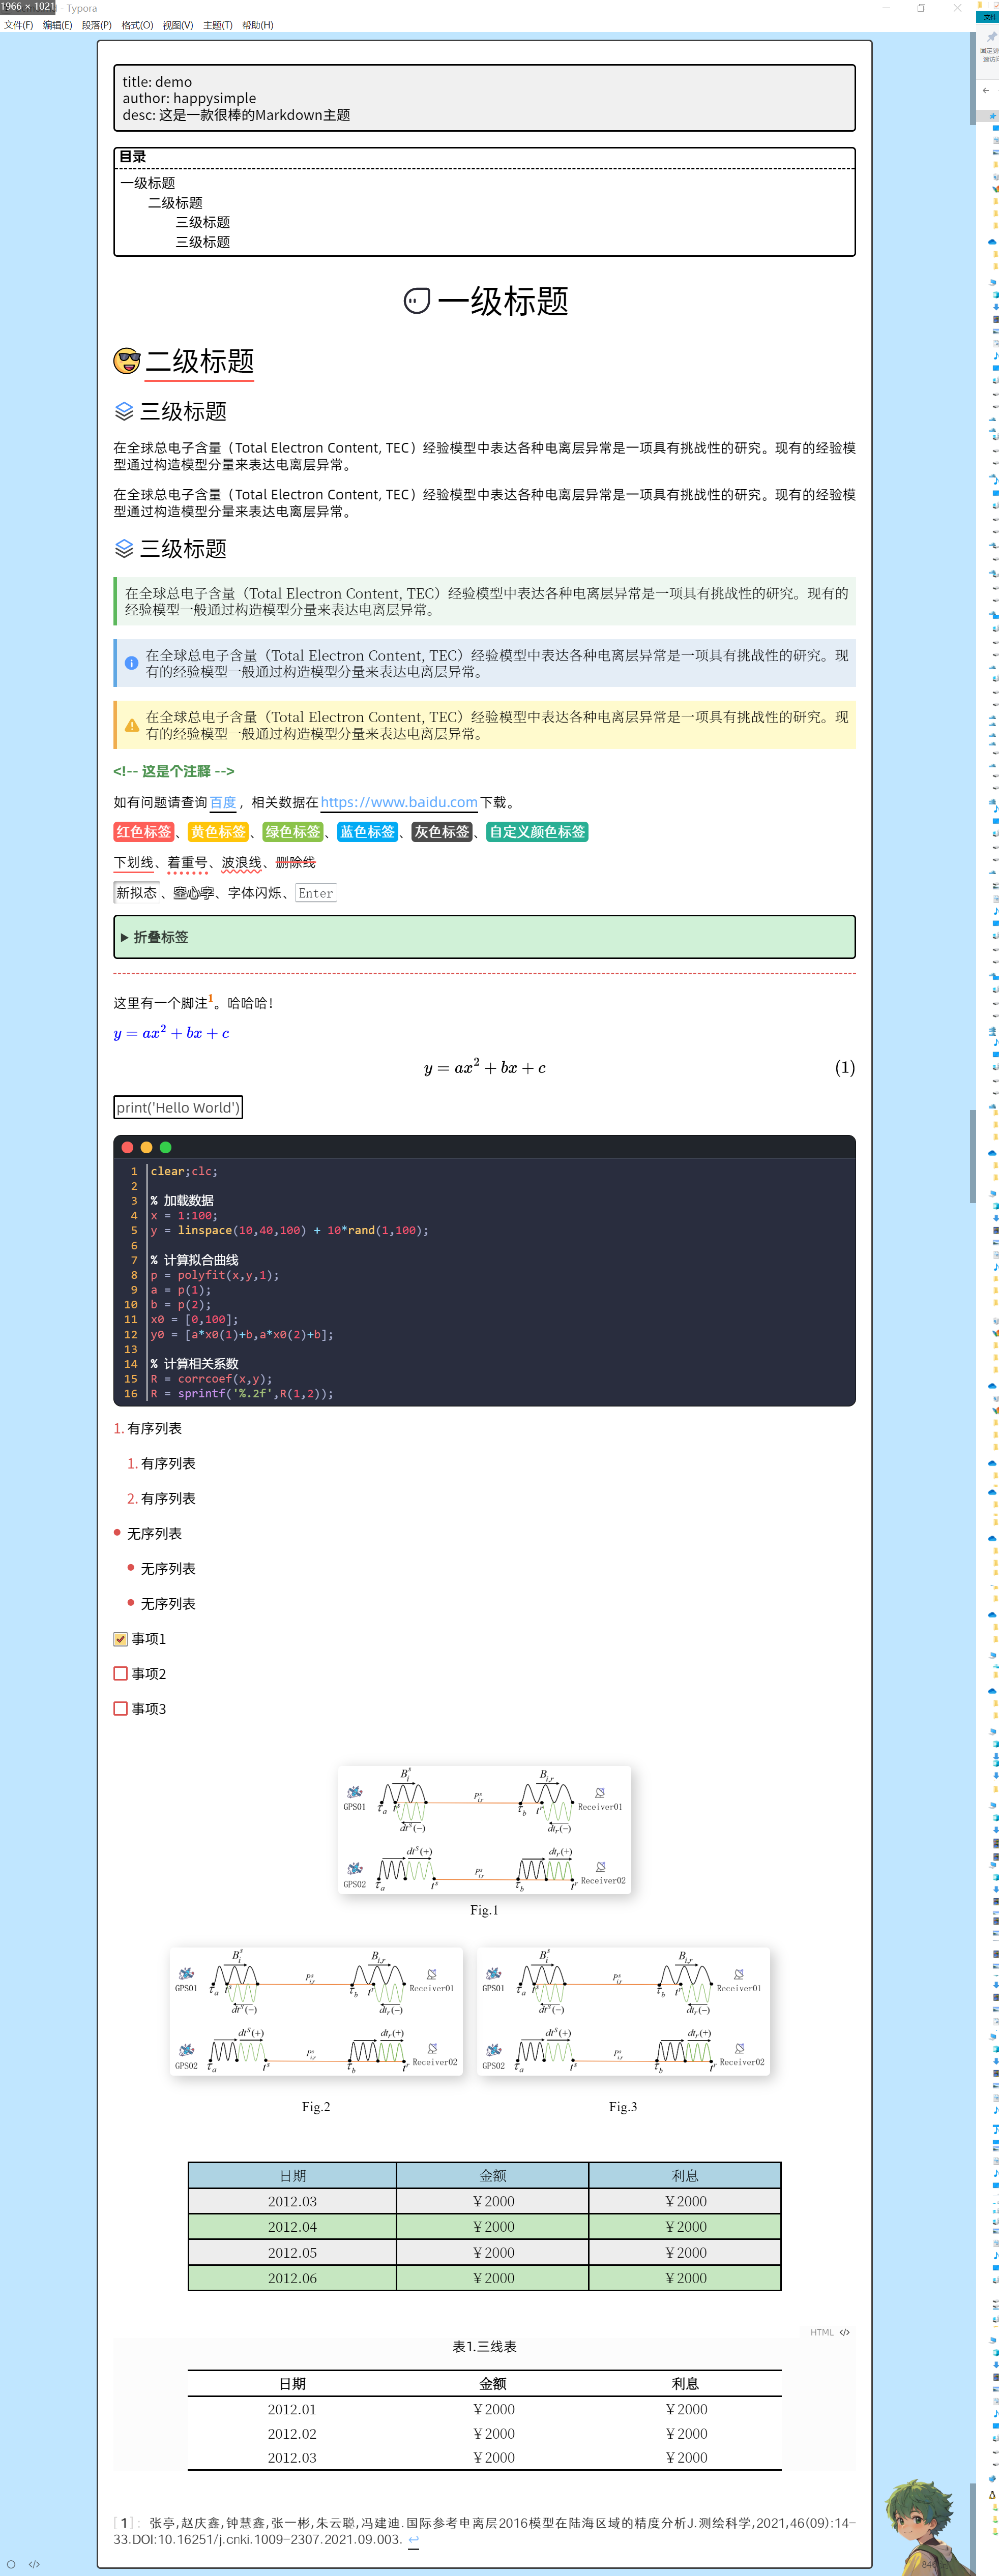 1966 × 1021
- Typora
文件(F) 编辑(E) 段落(P) 格式(O) 视图(V) 主题(T) 帮助(H)
文件
title: demo
author: happysimple
desc: 这是一款很棒的Markdown主题
目录
一级标题
二级标题
三级标题
三级标题
一级标题
二级标题
三级标题
在全球总电子含量（Total Electron Content, TEC）经验模型中表达各种电离层异常是一项具有挑战性的研究。现有的经验模
型通过构造模型分量来表达电离层异常。
在全球总电子含量（Total Electron Content, TEC）经验模型中表达各种电离层异常是一项具有挑战性的研究。现有的经验模
型通过构造模型分量来表达电离层异常。
三级标题
在全球总电子含量（Total Electron Content, TEC）经验模型中表达各种电离层异常是一项具有挑战性的研究。现有的
经验模型一般通过构造模型分量来表达电离层异常。
在全球总电子含量（Total Electron Content, TEC）经验模型中表达各种电离层异常是一项具有挑战性的研究。现
有的经验模型一般通过构造模型分量来表达电离层异常。
在全球总电子含量（Total Electron Content, TEC）经验模型中表达各种电离层异常是一项具有挑战性的研究。现
有的经验模型一般通过构造模型分量来表达电离层异常。
<!-- 这是个注释 -->
如有问题请查询百度，相关数据在https://www.baidu.com下载。
红色标签、黄色标签、绿色标签、蓝色标签、灰色标签、自定义颜色标签
下划线、着重号、波浪线、删除线
新拟态、空心字、字体闪烁、Enter
▶ 折叠标签
这里有一个脚注1。哈哈哈！
y = ax² + bx + c
y = ax² + bx + c (1)
print('Hello World')
1 clear;clc;
2
3 % 加载数据
4 x = 1:100;
5 y = linspace(10,40,100) + 10*rand(1,100);
6
7 % 计算拟合曲线
8 p = polyfit(x,y,1);
9 a = p(1);
10 b = p(2);
11 x0 = [0,100];
12 y0 = [a*x0(1)+b,a*x0(2)+b];
13
14 % 计算相关系数
15 R = corrcoef(x,y);
16 R = sprintf('%.2f',R(1,2));
1. 有序列表
1. 有序列表
2. 有序列表
无序列表
无序列表
无序列表
事项1
事项2
事项3
GPS01 Receiver01
GPS02 Receiver02
Fig.1
GPS01 Receiver01 GPS01 Receiver01
GPS02 Receiver02 GPS02 Receiver02
Fig.2 Fig.3
日期 金额 利息
2012.03 ￥2000 ￥2000
2012.04 ￥2000 ￥2000
2012.05 ￥2000 ￥2000
2012.06 ￥2000 ￥2000
HTML </>
表1.三线表
日期 金额 利息
2012.01 ￥2000 ￥2000
2012.02 ￥2000 ￥2000
2012.03 ￥2000 ￥2000
[1]: 张亭,赵庆鑫,钟慧鑫,张一彬,朱云聪,冯建迪.国际参考电离层2016模型在陆海区域的精度分析J.测绘科学,2021,46(09):14-
33.DOI:10.16251/j.cnki.1009-2307.2021.09.003. ↩
</>